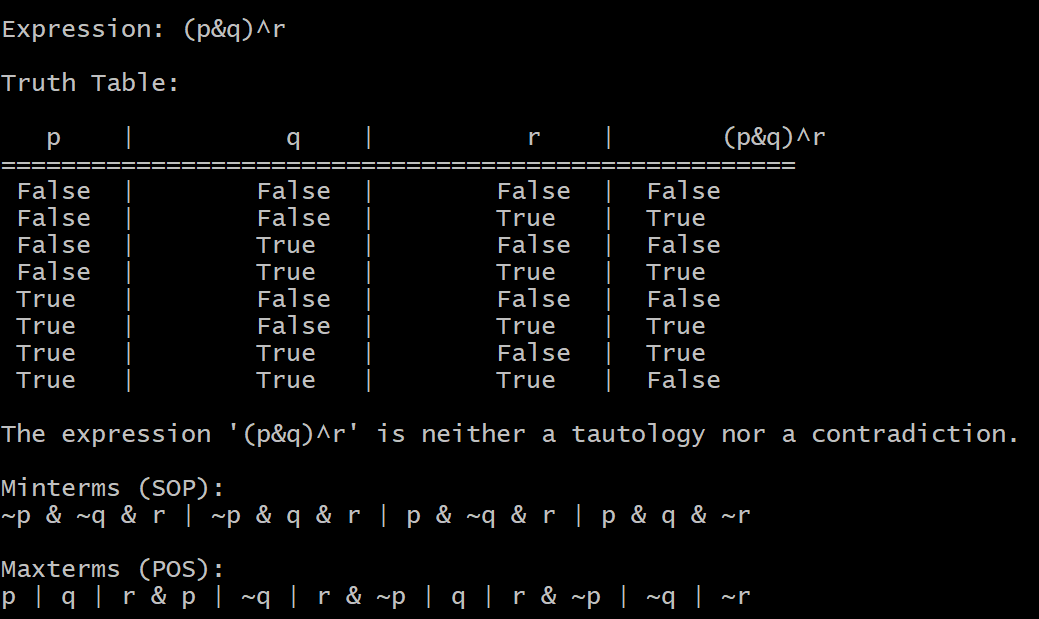 Expression: (p&q)^r
Truth Table:
p | q | r | (p&q)^r
=====================================================
False | False | False | False
False | False | True | True
False | True | False | False
False | True | True | True
True | False | False | False
True | False | True | True
True | True | False | True
True | True | True | False
The expression '(p&q)^r' is neither a tautology nor a contradiction.
Minterms (SOP):
~p & ~q & r | ~p & q & r | p & ~q & r | p & q & ~r
Maxterms (POS):
p | q | r & p | ~q | r & ~p | q | r & ~p | ~q | ~r